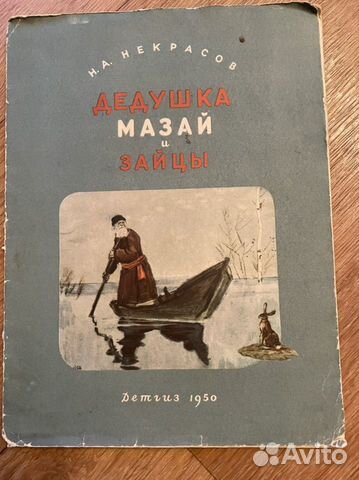 Н. А. НЕКРАСОВ
ДЕДУШКА
МАЗАЙ
и
ЗАЙЦЫ
Детгиз 1950
Avito